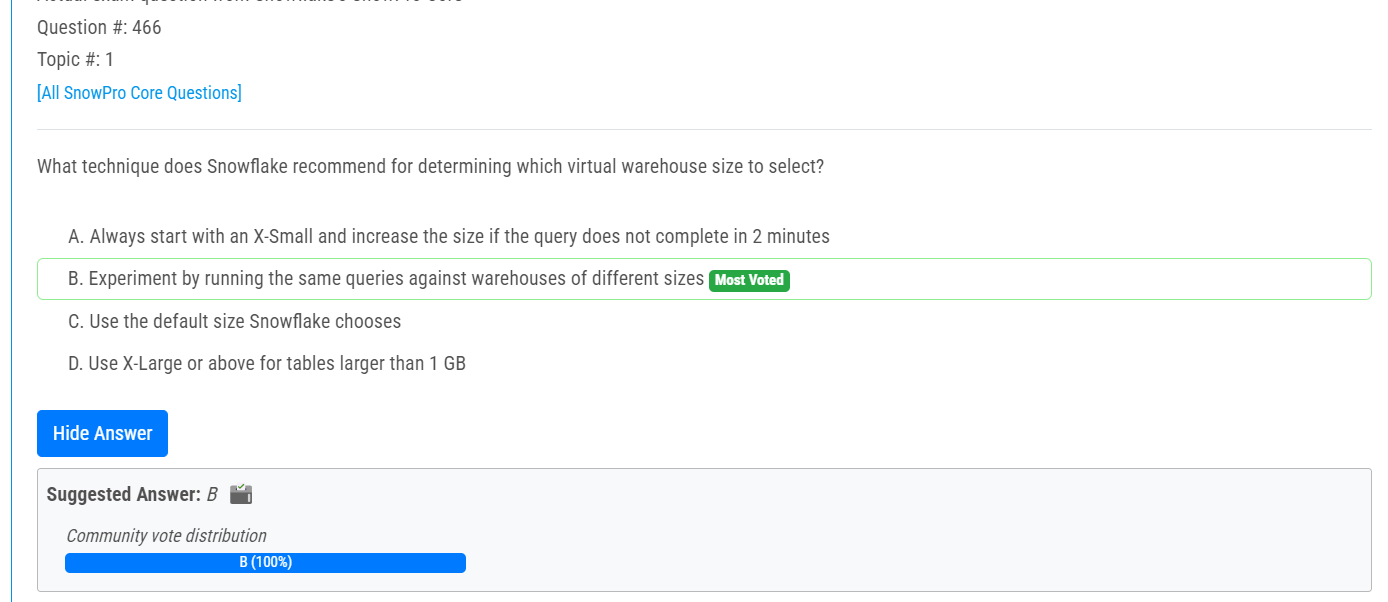 Question #: 466
Topic #: 1
[All SnowPro Core Questions]
What technique does Snowflake recommend for determining which virtual warehouse size to select?
A. Always start with an X-Small and increase the size if the query does not complete in 2 minutes
B. Experiment by running the same queries against warehouses of different sizes Most Voted
C. Use the default size Snowflake chooses
D. Use X-Large or above for tables larger than 1 GB
Hide Answer
Suggested Answer: B
Community vote distribution
B (100%)